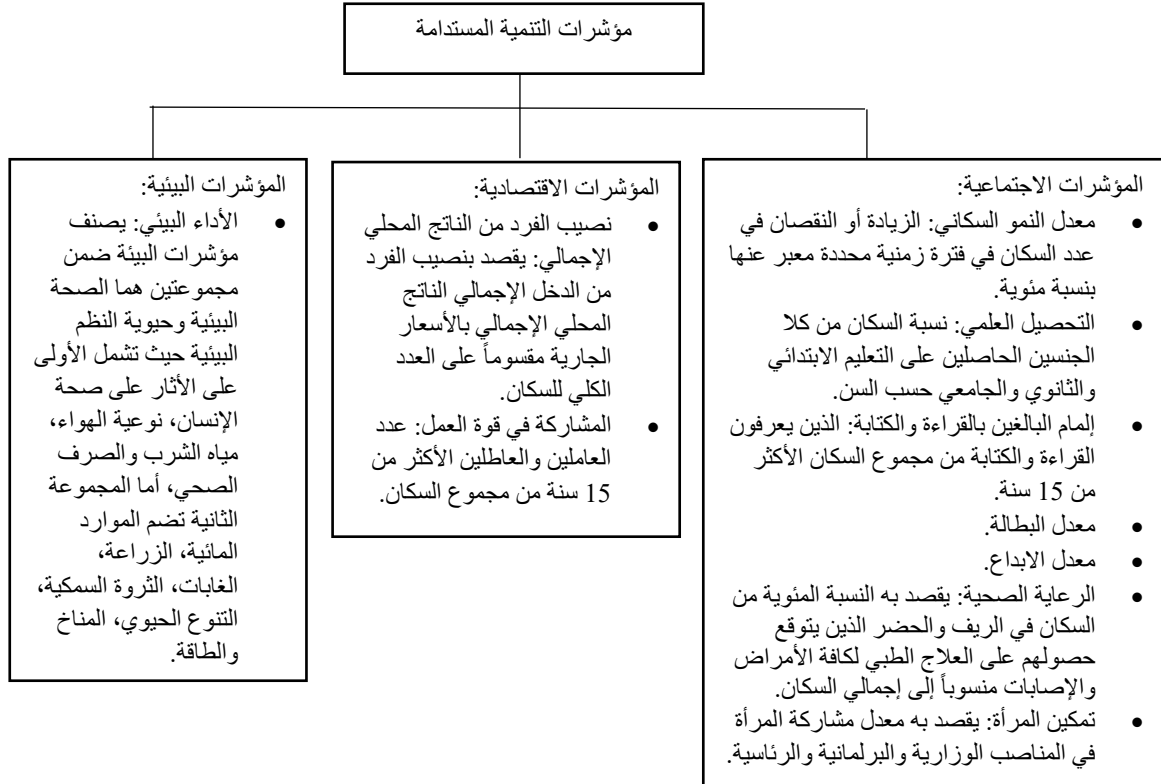 مؤشرات التنمية المستدامة
المؤشرات الاجتماعية:
• معدل النمو السكاني: الزيادة أو النقصان في
عدد السكان في فترة زمنية محددة معبر عنها
بنسبة مئوية.
• التحصيل العلمي: نسبة السكان من كلا
الجنسين الحاصلين على التعليم الابتدائي
والثانوي والجامعي حسب السن.
• إلمام البالغين بالقراءة والكتابة: الذين يعرفون
القراءة والكتابة من مجموع السكان الأكثر
من 15 سنة.
• معدل البطالة.
• معدل الابداع.
• الرعاية الصحية: يقصد به النسبة المئوية من
السكان في الريف والحضر الذين يتوقع
حصولهم على العلاج الطبي لكافة الأمراض
والإصابات منسوباً إلى إجمالي السكان.
• تمكين المرأة: يقصد به معدل مشاركة المرأة
في المناصب الوزارية والبرلمانية والرئاسية.
المؤشرات الاقتصادية:
• نصيب الفرد من الناتج المحلي
الإجمالي: يقصد بنصيب الفرد
من الدخل الإجمالي الناتج
المحلي الإجمالي بالأسعار
الجارية مقسوماً على العدد
الكلي للسكان.
• المشاركة في قوة العمل: عدد
العاملين والعاطلين الأكثر من
15 سنة من مجموع السكان.
المؤشرات البيئية:
• الأداء البيئي: يصنف
مؤشرات البيئة ضمن
مجموعتين هما الصحة
البيئية وحيوية النظم
البيئية حيث تشمل الأولى
على الأثار على صحة
الإنسان، نوعية الهواء،
مياه الشرب والصرف
الصحي، أما المجموعة
الثانية تضم الموارد
المائية، الزراعة،
الغابات، الثروة السمكية،
التنوع الحيوي، المناخ
والطاقة.